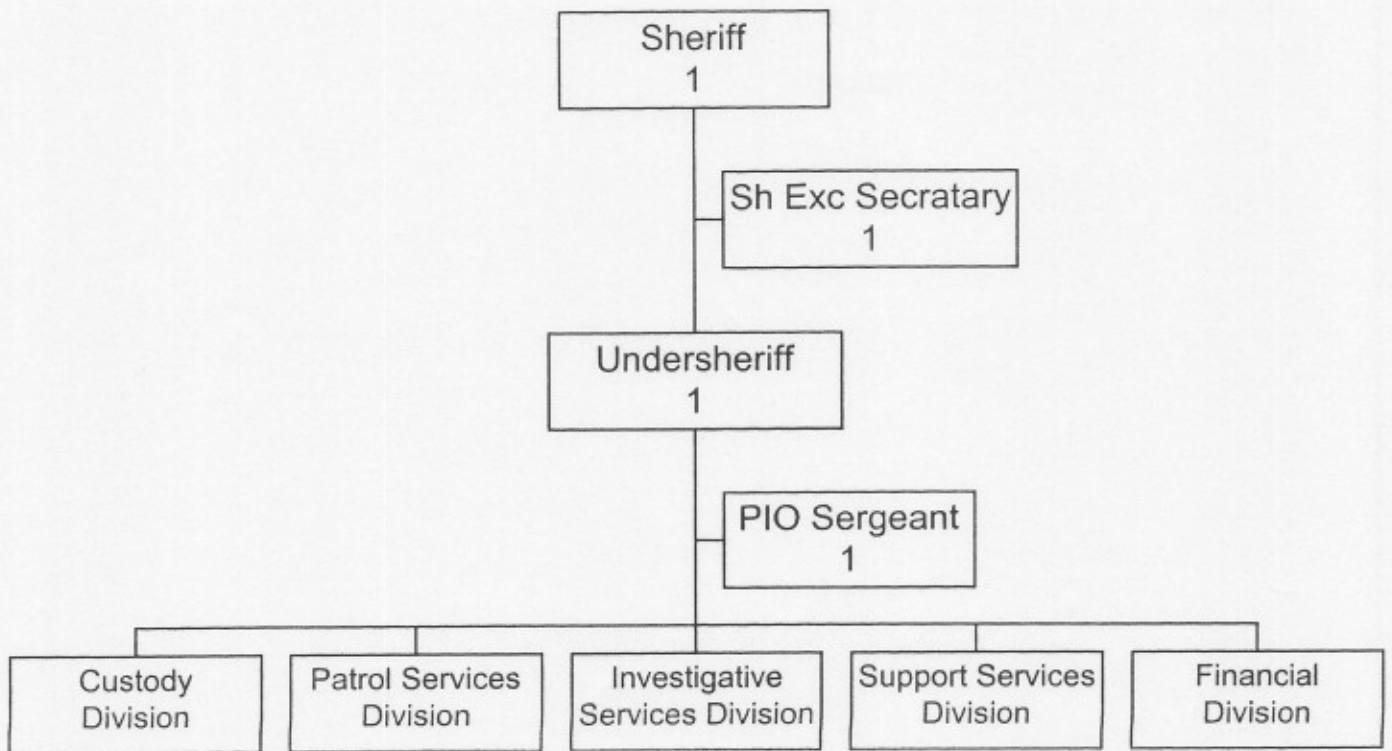 Sheriff
1
Sh Exc Secratary
1
Undersheriff
1
PIO Sergeant
1
Custody
Division
Patrol Services
Division
Investigative
Services Division
Support Services
Division
Financial
Division